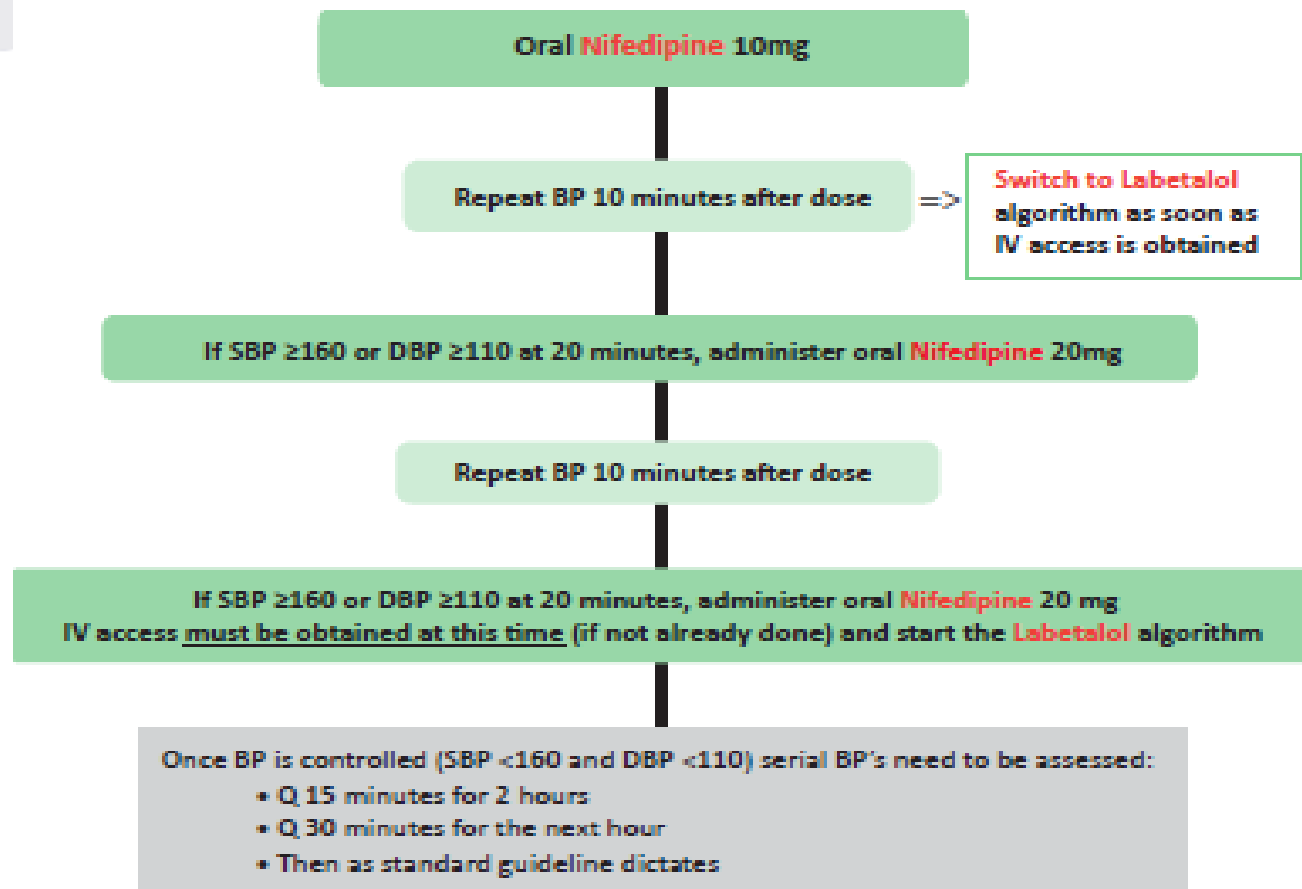 Oral Nifedipine 10mg
Repeat BP 10 minutes after dose
=>
Switch to Labetalol
algorithm as soon as
IV access is obtained
If SBP ≥160 or DBP ≥110 at 20 minutes, administer oral Nifedipine 20mg
Repeat BP 10 minutes after dose
If SBP ≥160 or DBP ≥110 at 20 minutes, administer oral Nifedipine 20 mg
IV access must be obtained at this time (if not already done) and start the Labetalol algorithm
Once BP is controlled (SBP <160 and DBP <110) serial BP's need to be assessed:
• Q 15 minutes for 2 hours
• Q 30 minutes for the next hour
• Then as standard guideline dictates